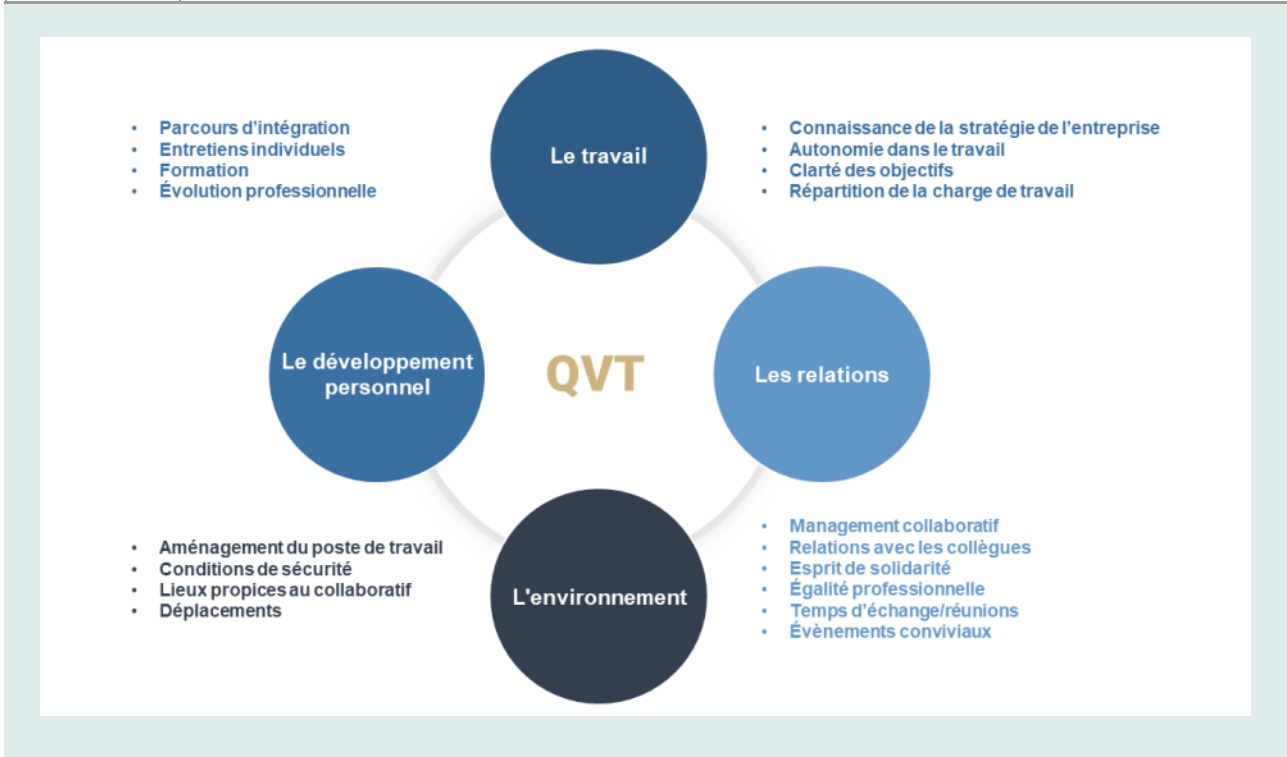 Le travail
• Parcours d'intégration
• Entretiens individuels
• Formation
• Évolution professionnelle
• Connaissance de la stratégie de l'entreprise
• Autonomie dans le travail
• Clarté des objectifs
• Répartition de la charge de travail
Le développement
personnel
QVT
Les relations
• Aménagement du poste de travail
• Conditions de sécurité
• Lieux propices au collaboratif
• Déplacements
L'environnement
• Management collaboratif
• Relations avec les collègues
• Esprit de solidarité
• Égalité professionnelle
• Temps d'échange/réunions
• Évènements conviviaux